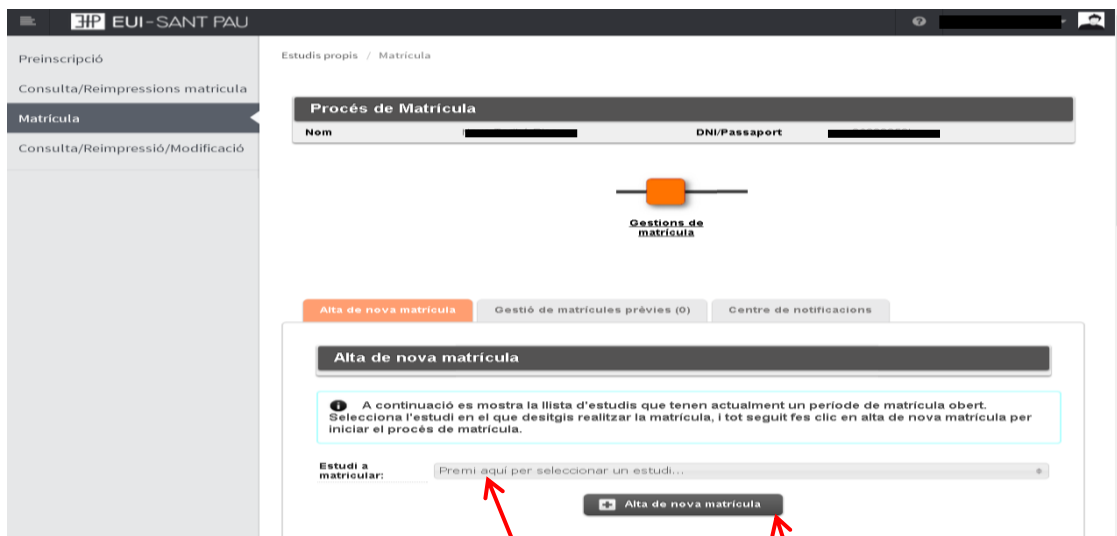 EUI-SANT PAU
Preinscripció
Consulta/Reimpressions matrícula
Matrícula
Consulta/Reimpressió/Modificació
Estudis propis / Matrícula
Procés de Matrícula
Nom DNI/Passaport
Gestions de
matrícula
Alta de nova matrícula Gestió de matrícules prèvies (0) Centre de notificacions
Alta de nova matrícula
A continuació es mostra la llista d'estudis que tenen actualment un període de matrícula obert.
Selecciona l'estudi en el que desitgis realitzar la matrícula, i tot seguit fes clic en alta de nova matrícula per
iniciar el procés de matrícula.
Estudi a
matricular:
Premi aquí per seleccionar un estudi...
Alta de nova matrícula